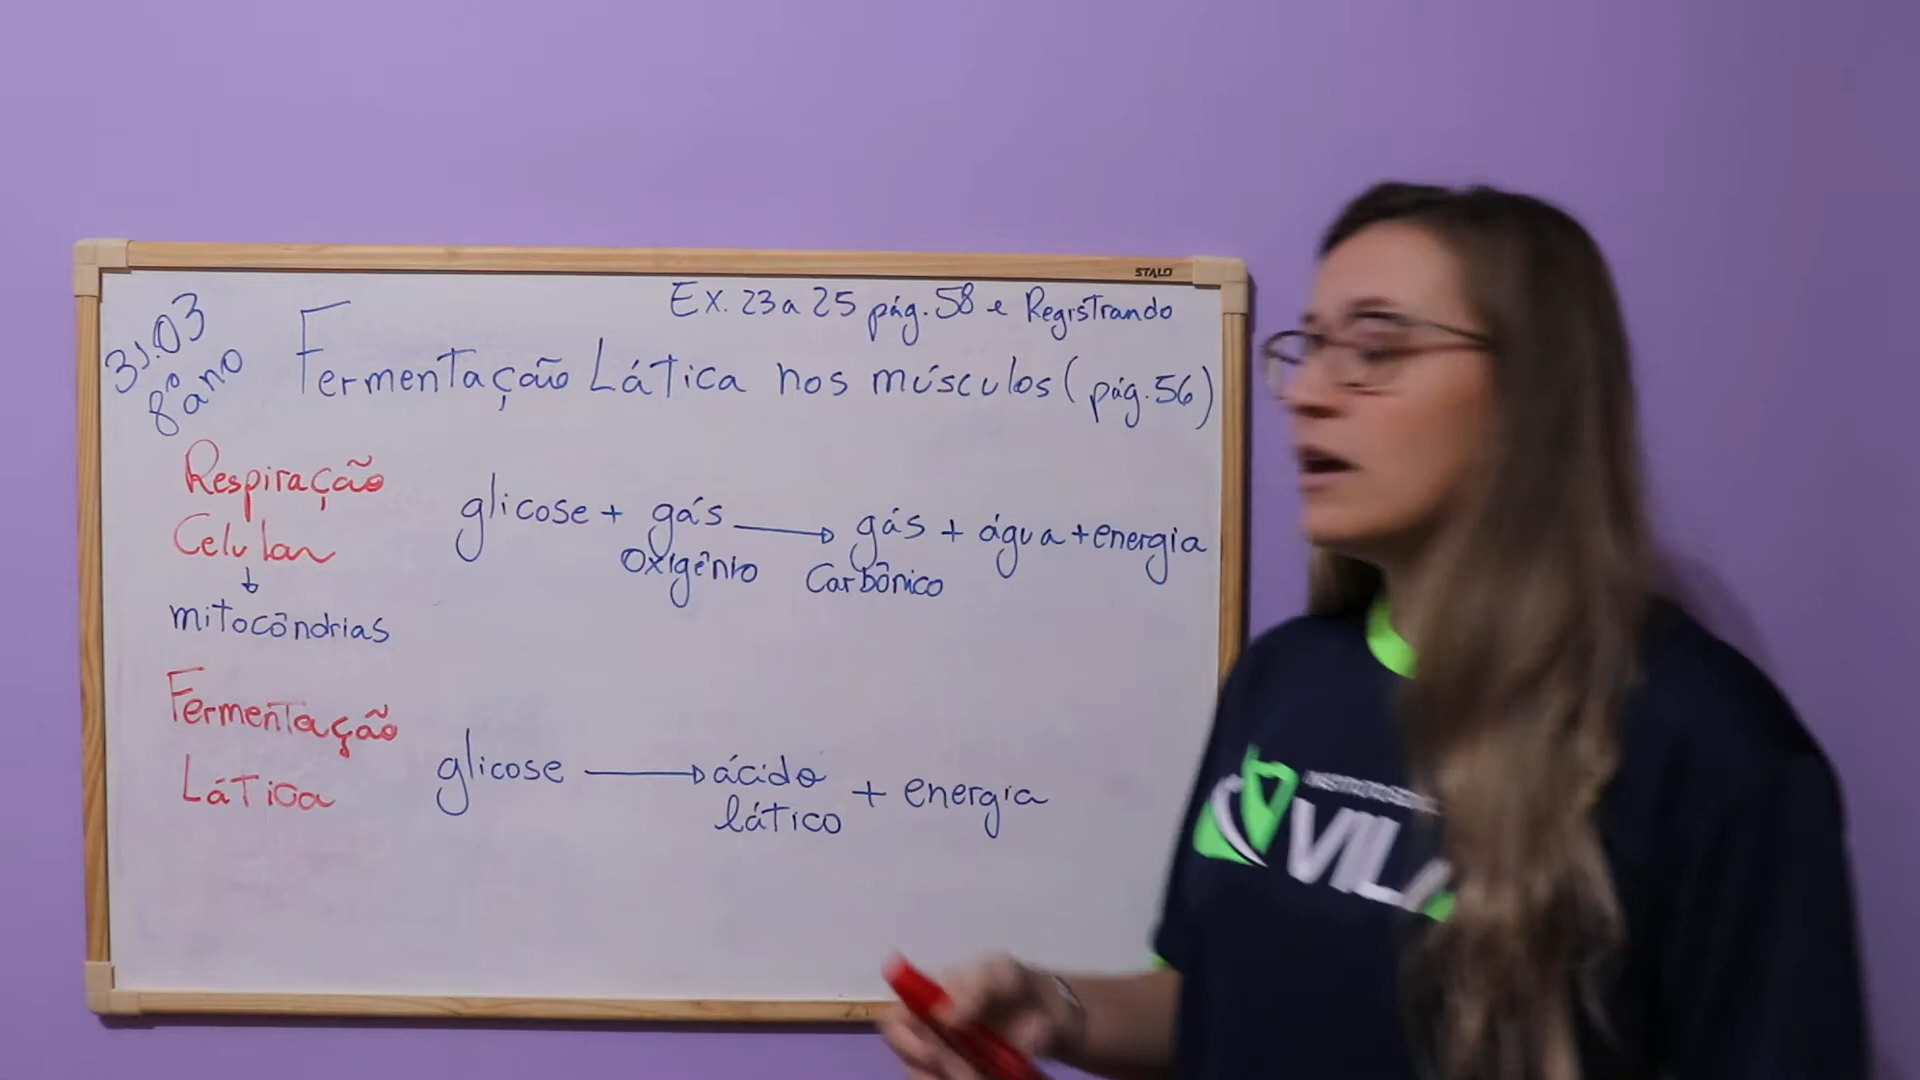 STALO
Ex. 23 a 25 pág. 58 e Registrando
31.03
8º ano
Fermentação Lática nos músculos (pág. 56)
Respiração
Celular
↓
mitocôndrias
glicose + gás → gás + água + energia
Oxigênio Carbônico
Fermentação
Lática
glicose → ácido + energia
lático
VILA